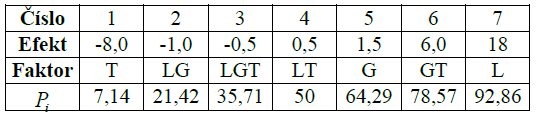 Číslo 1 2 3 4 5 6 7
Efekt -8,0 -1,0 -0,5 0,5 1,5 6,0 18
Faktor T LG LGT LT G GT L
Pi 7,14 21,42 35,71 50 64,29 78,57 92,86